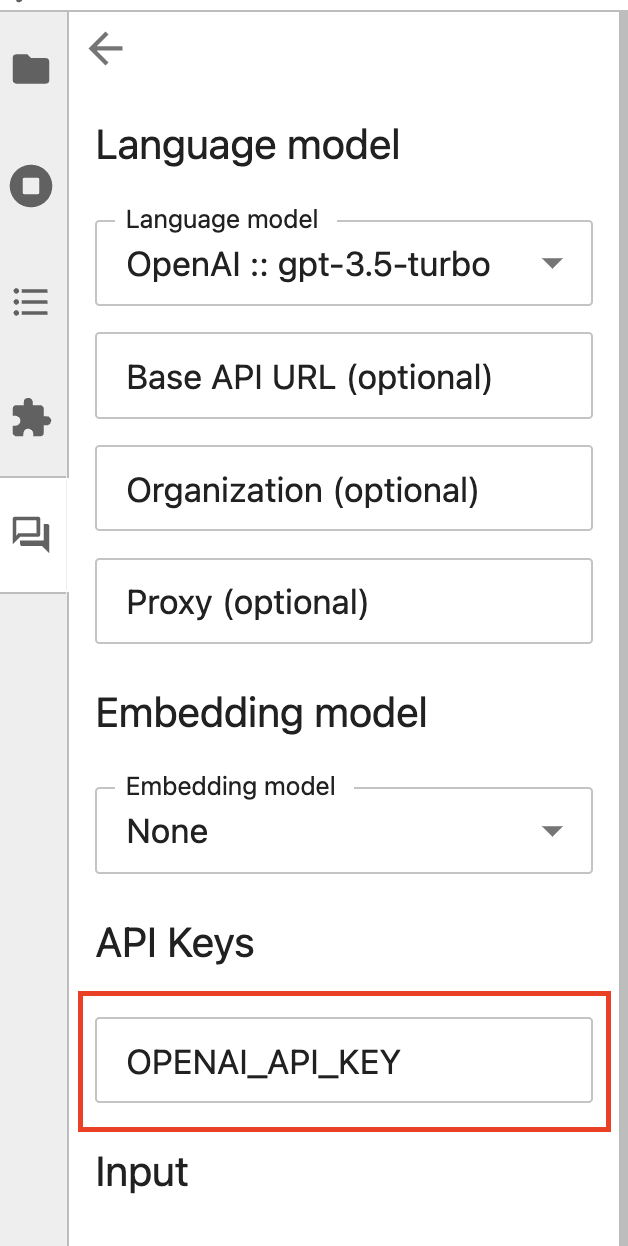 Language model
Language model
OpenAI :: gpt-3.5-turbo
Base API URL (optional)
Organization (optional)
Proxy (optional)
Embedding model
Embedding model
None
API Keys
OPENAI_API_KEY
Input